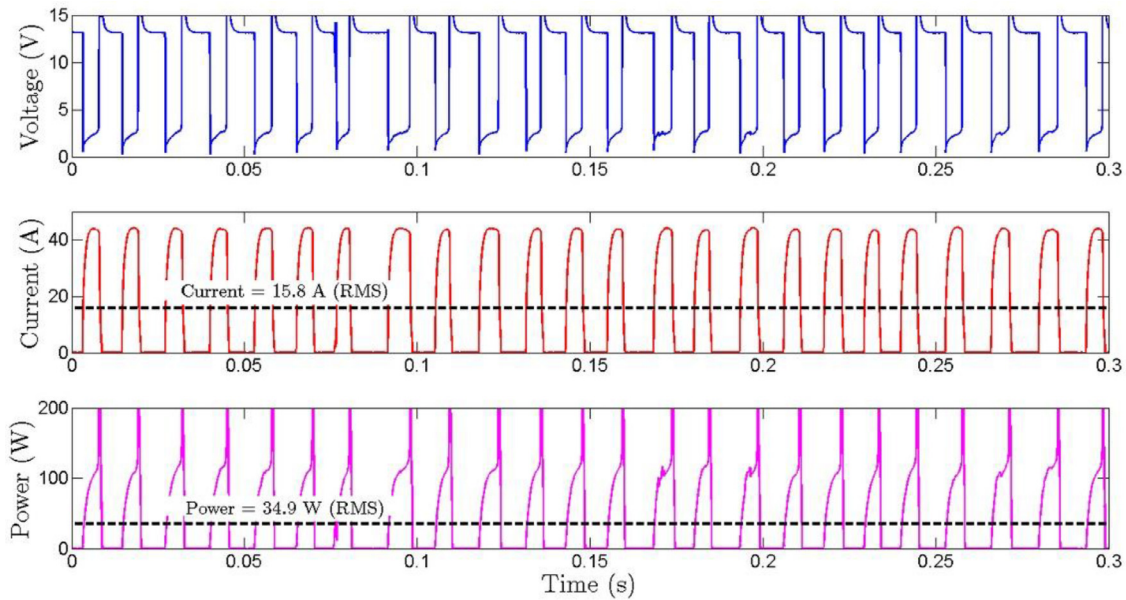 Voltage (V)
15
10
5
0
0 0.05 0.1 0.15 0.2 0.25 0.3
Current (A)
40
20
0
Current = 15.8 A (RMS)
0 0.05 0.1 0.15 0.2 0.25 0.3
Power (W)
200
100
0
Power = 34.9 W (RMS)
0 0.05 0.1 0.15 0.2 0.25 0.3
Time (s)